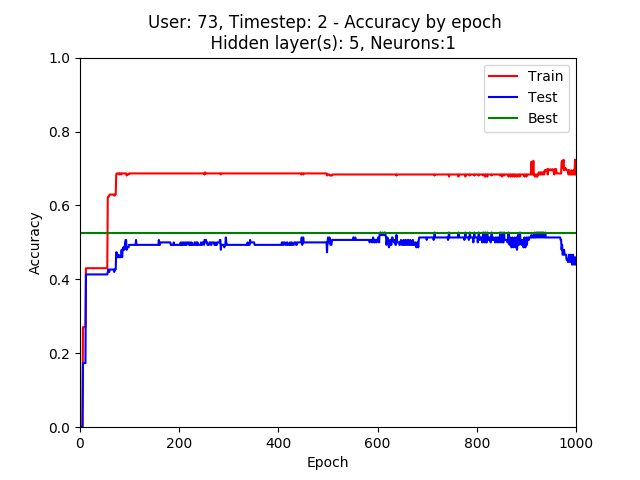 User: 73, Timestep: 2 - Accuracy by epoch
Hidden layer(s): 5, Neurons:1
Train
Test
Best
Accuracy
1.0
0.8
0.6
0.4
0.2
0.0
0 200 400 600 800 1000
Epoch